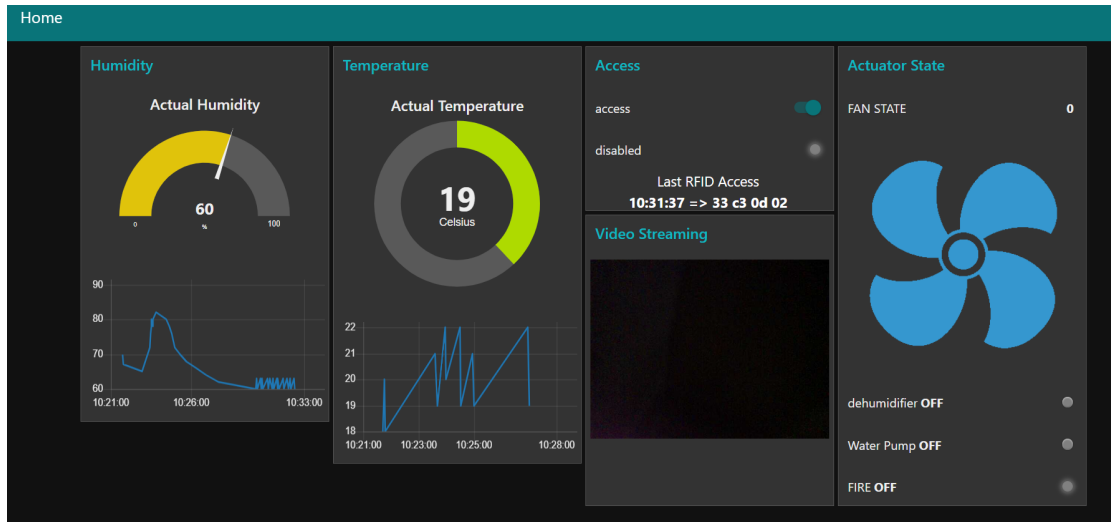 Home
Humidity
Actual Humidity
60
%
0
100
90
80
70
60
10:21:00
10:26:00
10:33:00
Temperature
Actual Temperature
19
Celsius
22
21
20
19
18
10:21:00
10:23:00
10:25:00
10:28:00
Access
access
disabled
Last RFID Access
10:31:37 => 33 c3 0d 02
Video Streaming
Actuator State
FAN STATE 0
dehumidifier OFF
Water Pump OFF
FIRE OFF